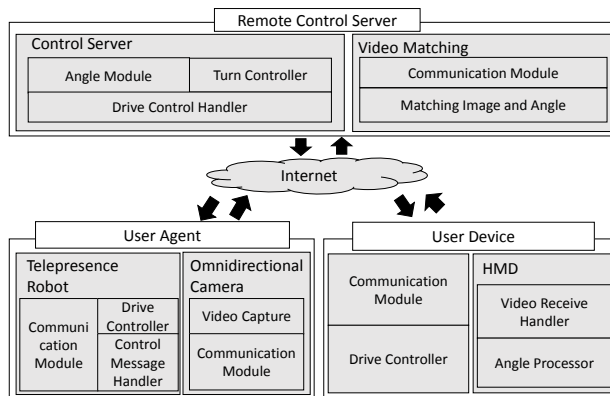 Remote Control Server
Control Server
Angle Module
Turn Controller
Drive Control Handler
Video Matching
Communication Module
Matching Image and Angle
Internet
User Agent
Telepresence
Robot
Communi
cation
Module
Drive
Controller
Control
Message
Handler
Omnidirectional
Camera
Video Capture
Communication
Module
User Device
Communication
Module
Drive Controller
HMD
Video Receive
Handler
Angle Processor